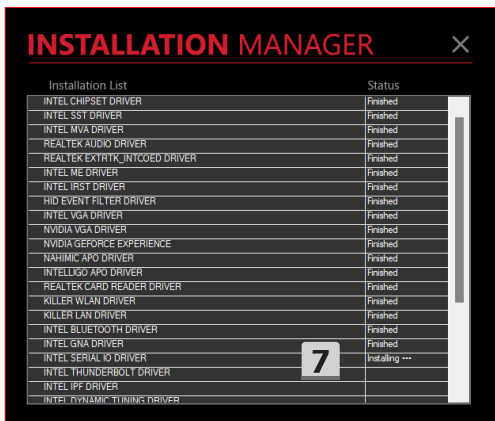 INSTALLATION MANAGER
Installation List Status
INTEL CHIPSET DRIVER Finished
INTEL SST DRIVER Finished
INTEL MVA DRIVER Finished
REALTEK AUDIO DRIVER Finished
REALTEK EXTRTK_INTCOED DRIVER Finished
INTEL ME DRIVER Finished
INTEL IRST DRIVER Finished
HID EVENT FILTER DRIVER Finished
INTEL VGA DRIVER Finished
NVIDIA VGA DRIVER Finished
NVIDIA GEFORCE EXPERIENCE Finished
NAHIMIC APO DRIVER Finished
INTELLIGO APO DRIVER Finished
REALTEK CARD READER DRIVER Finished
KILLER WLAN DRIVER Finished
KILLER LAN DRIVER Finished
INTEL BLUETOOTH DRIVER Finished
INTEL GNA DRIVER Finished
INTEL SERIAL IO DRIVER 7 Installing ---
INTEL THUNDERBOLT DRIVER
INTEL IPF DRIVER
INTEL DYNAMIC TUNING DRIVER